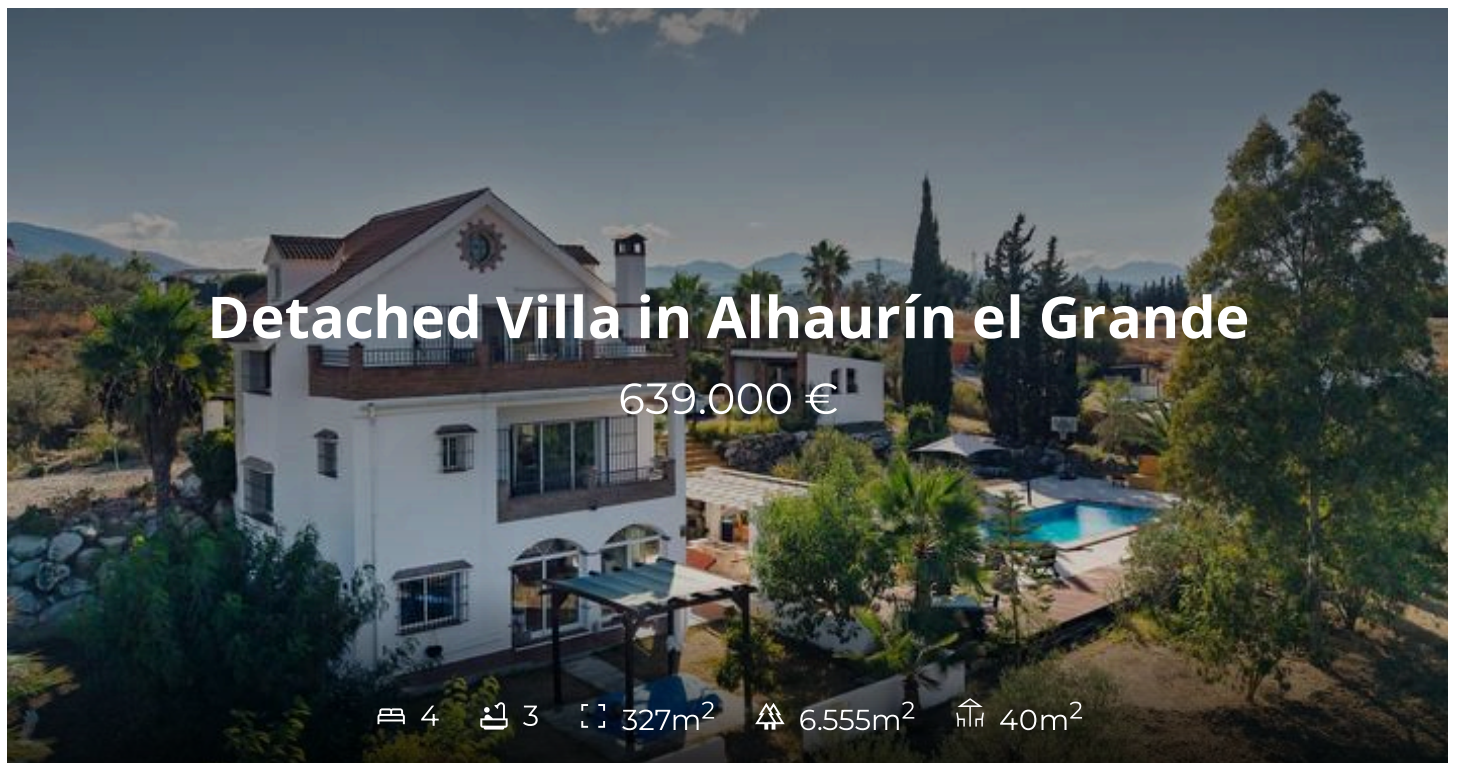 Detached Villa in Alhaurín el Grande
639.000 €
4 3 327m² 6.555m² 40m²